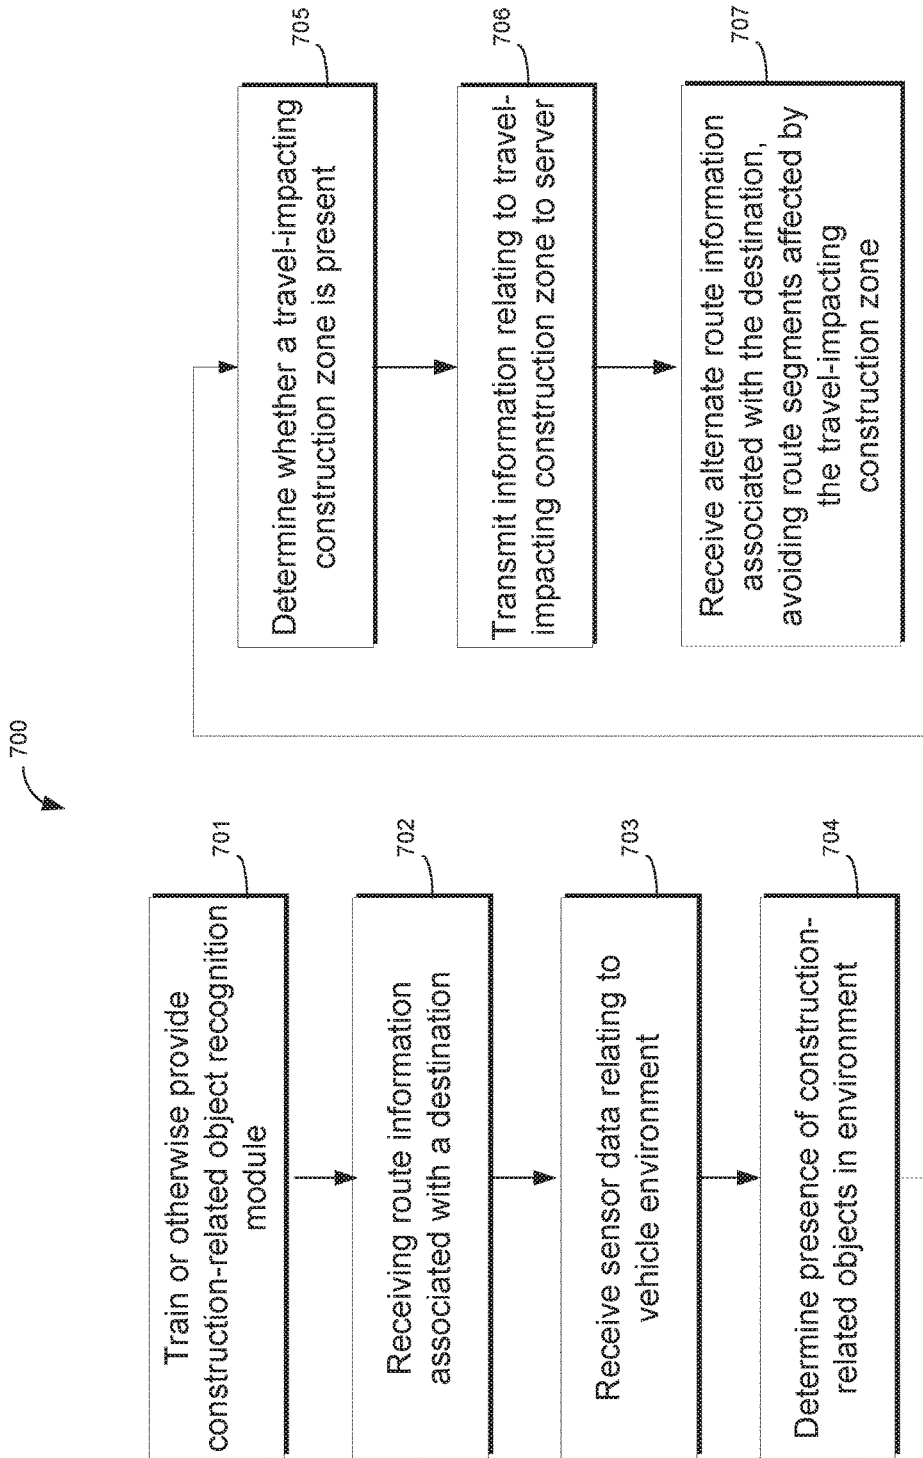 700
701
Train or otherwise provide
construction-related object recognition
module
702
Receiving route information
associated with a destination
703
Receive sensor data relating to
vehicle environment
704
Determine presence of construction-
related objects in environment
705
Determine whether a travel-impacting
construction zone is present
706
Transmit information relating to travel-
impacting construction zone to server
707
Receive alternate route information
associated with the destination,
avoiding route segments affected by
the travel-impacting
construction zone